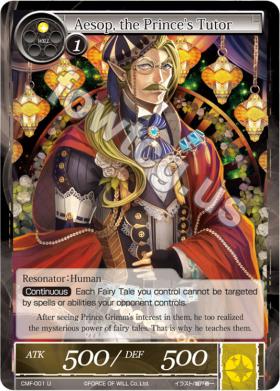 Aesop, the Prince's Tutor
WILL
1
Resonator: Human
Continuous Each Fairy Tale you control cannot be targeted
by spells or abilities your opponent controls.
After seeing Prince Grimm's interest in them, he too realized
the mysterious power of fairy tales. That is why he teaches them.
ATK 500/ DEF 500
CMF-001 U ©FORCE OF WILL Co. Ltd.